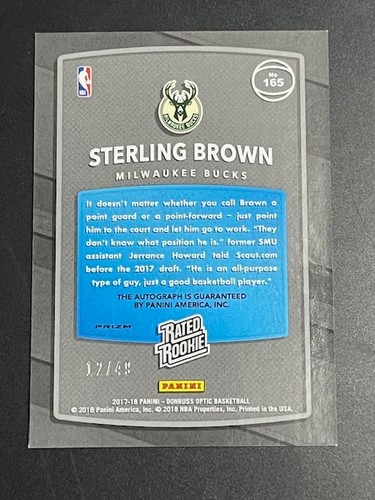 No
165
NBA
MILWAUKEE BUCKS
STERLING BROWN
MILWAUKEE BUCKS
It doesn't matter whether you call Brown a
point guard or a point-forward – just point
him to the court and let him go to work. "They
don't know what position he is," former SMU
assistant Jerrance Howard told Scout.com
before the 2017 draft. "He is an all-purpose
type of guy, just a good basketball player."
THE AUTOGRAPH IS GUARANTEED
BY PANINI AMERICA, INC.
PRIZM
RATED
ROOKIE
12/49
PANINI
2017-18 PANINI – DONRUSS OPTIC BASKETBALL
© 2018 Panini America, Inc. © 2018 NBA Properties, Inc. Printed in the USA.